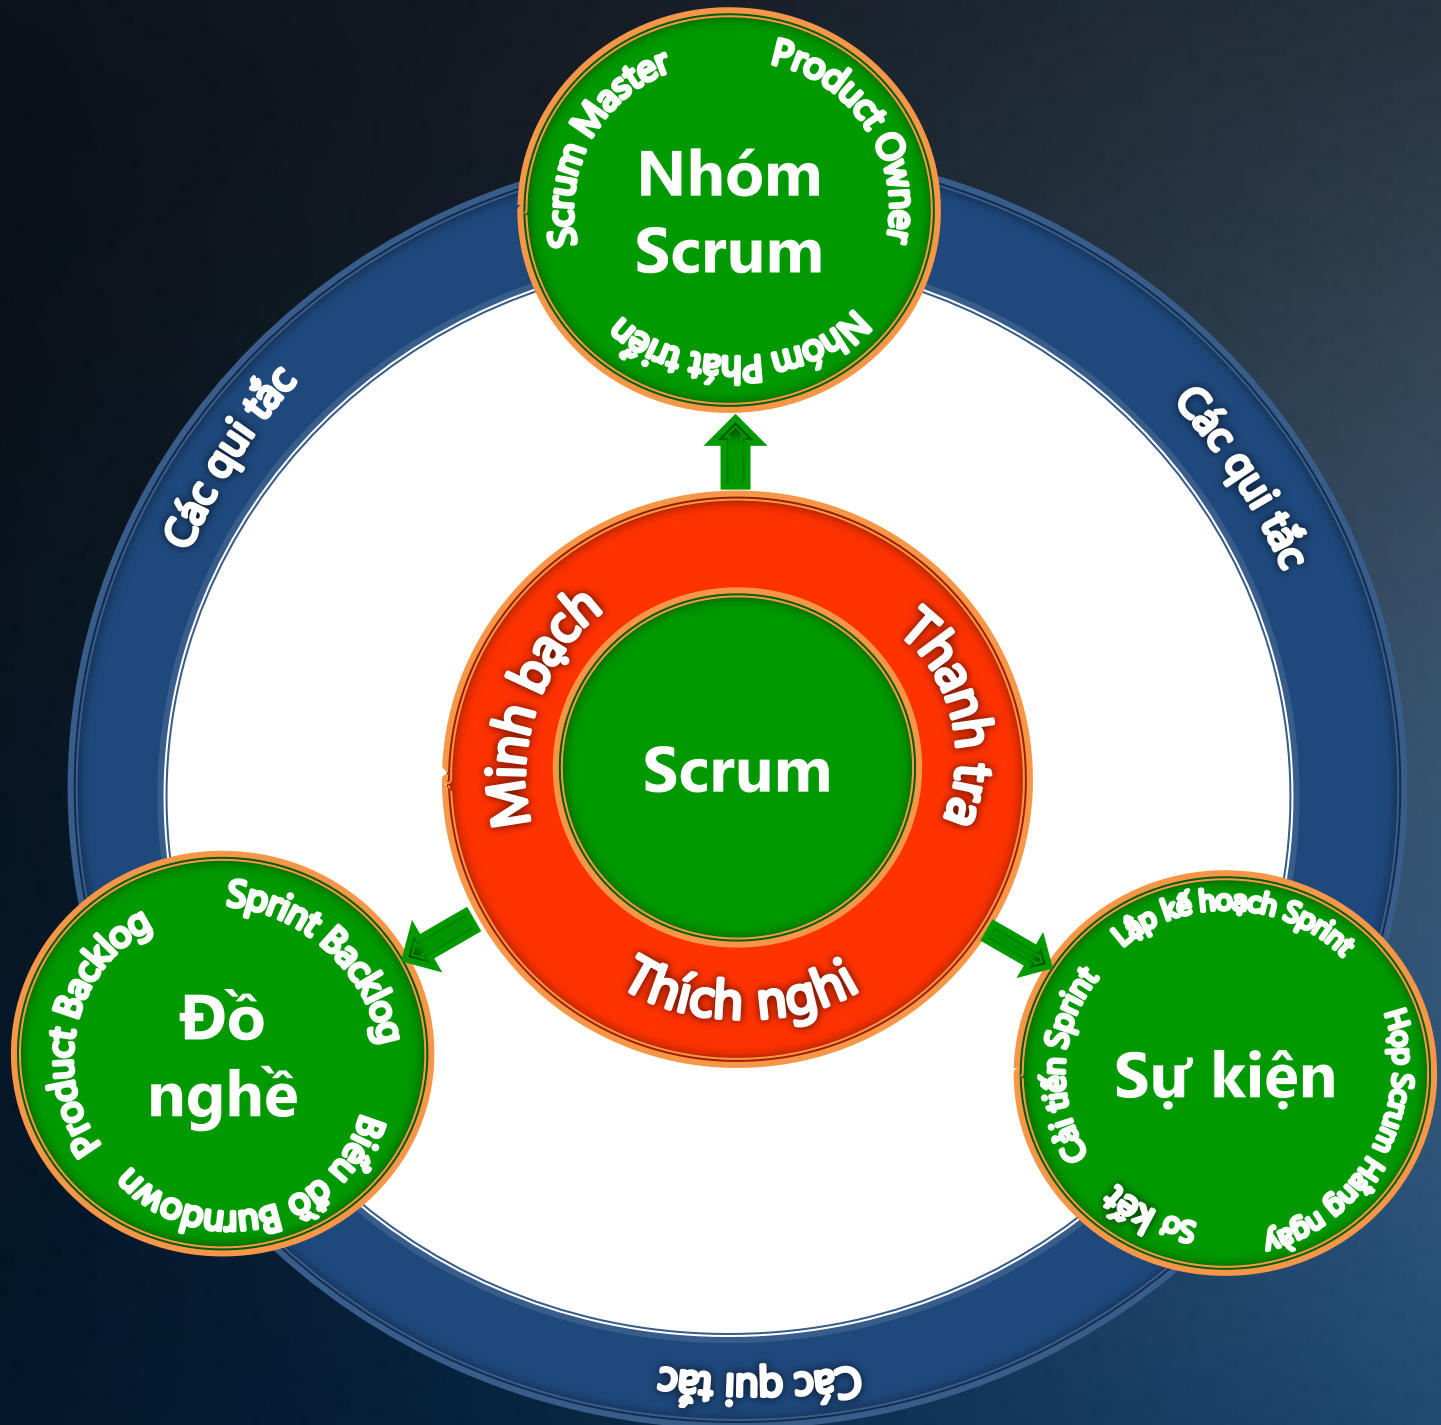 Scrum Master
Product Owner
Nhóm
Scrum
Nhóm Phát triển
Các qui tắc
Các qui tắc
Minh bạch
Thanh tra
Scrum
Thích nghi
Product Backlog
Sprint Backlog
Đồ
nghề
Biểu đồ Burndown
Lập kế hoạch Sprint
Cải tiến Sprint
Họp Scrum Hằng ngày
Sự kiện
Sơ kết
Các qui tắc